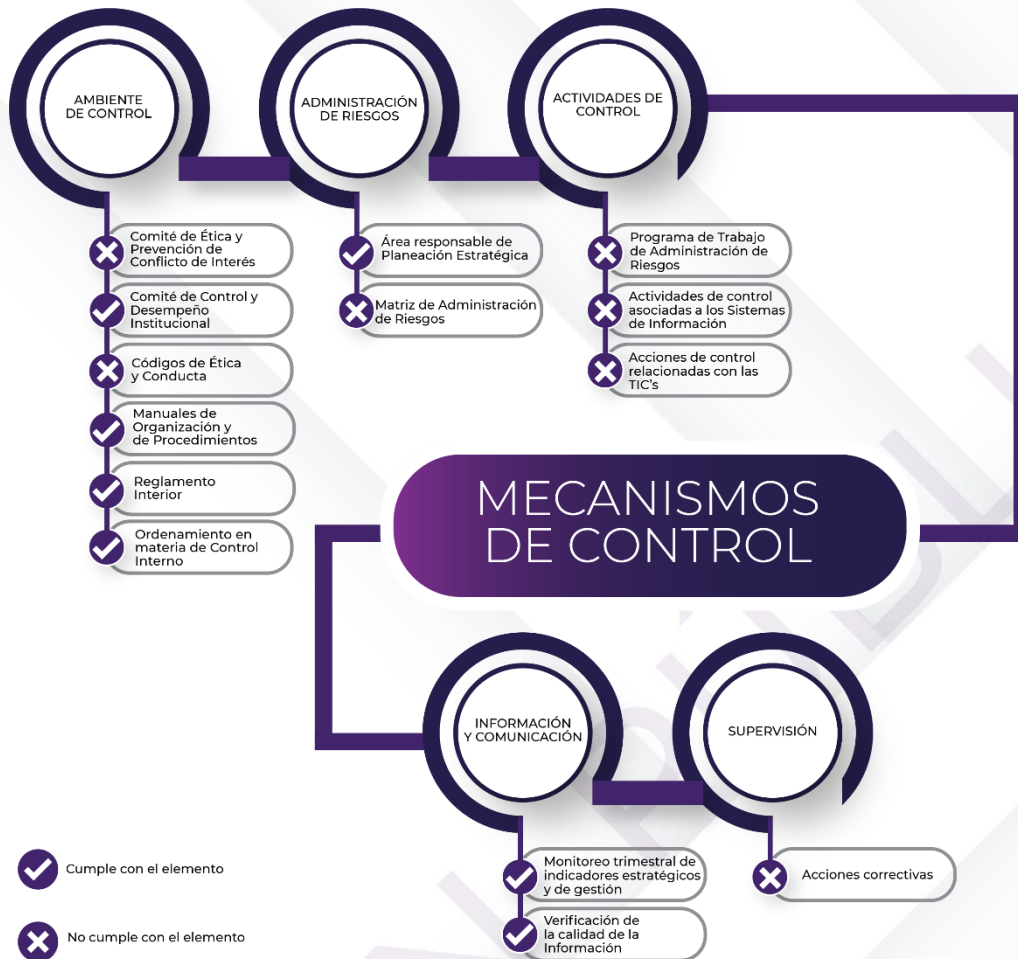 AMBIENTE
DE CONTROL
ADMINISTRACIÓN
DE RIESGOS
ACTIVIDADES DE
CONTROL
Comité de Ética y
Prevención de
Conflicto de Interés
Comité de Control y
Desempeño
Institucional
Códigos de Ética
y Conducta
Manuales de
Organización y
de Procedimientos
Reglamento
Interior
Ordenamiento en
materia de Control
Interno
Área responsable de
Planeación Estratégica
Matriz de Administración
de Riesgos
Programa de Trabajo
de Administración de
Riesgos
Actividades de control
asociadas a los Sistemas
de Información
Acciones de control
relacionadas con las
TIC's
MECANISMOS
DE CONTROL
INFORMACIÓN
Y COMUNICACIÓN
SUPERVISIÓN
Monitoreo trimestral de
indicadores estratégicos
y de gestión
Verificación de
la calidad de la
Información
Acciones correctivas
Cumple con el elemento
No cumple con el elemento